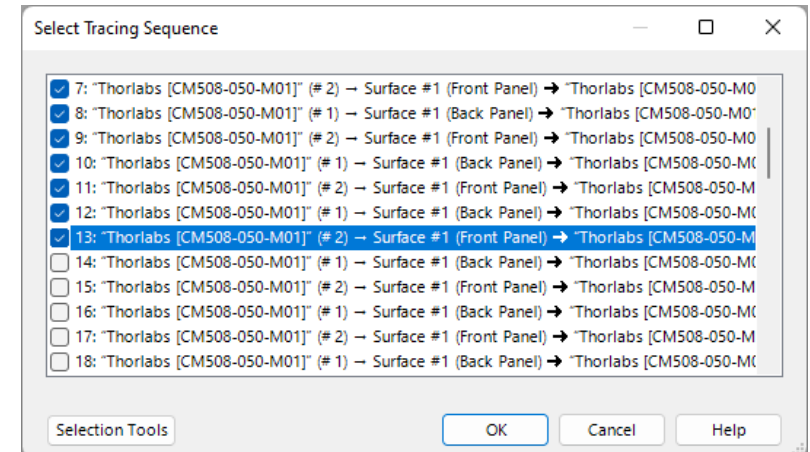 Select Tracing Sequence
7: "Thorlabs [CM508-050-M01]" (# 2) → Surface #1 (Front Panel) ➜ "Thorlabs [CM508-050-M0
8: "Thorlabs [CM508-050-M01]" (# 1) → Surface #1 (Back Panel) ➜ "Thorlabs [CM508-050-M0
9: "Thorlabs [CM508-050-M01]" (# 2) → Surface #1 (Front Panel) ➜ "Thorlabs [CM508-050-M0
10: "Thorlabs [CM508-050-M01]" (# 1) → Surface #1 (Back Panel) ➜ "Thorlabs [CM508-050-M
11: "Thorlabs [CM508-050-M01]" (# 2) → Surface #1 (Front Panel) ➜ "Thorlabs [CM508-050-M
12: "Thorlabs [CM508-050-M01]" (# 1) → Surface #1 (Back Panel) ➜ "Thorlabs [CM508-050-M
13: "Thorlabs [CM508-050-M01]" (# 2) → Surface #1 (Front Panel) ➜ "Thorlabs [CM508-050-M
14: "Thorlabs [CM508-050-M01]" (# 1) → Surface #1 (Back Panel) ➜ "Thorlabs [CM508-050-M
15: "Thorlabs [CM508-050-M01]" (# 2) → Surface #1 (Front Panel) ➜ "Thorlabs [CM508-050-M
16: "Thorlabs [CM508-050-M01]" (# 1) → Surface #1 (Back Panel) ➜ "Thorlabs [CM508-050-M
17: "Thorlabs [CM508-050-M01]" (# 2) → Surface #1 (Front Panel) ➜ "Thorlabs [CM508-050-M
18: "Thorlabs [CM508-050-M01]" (# 1) → Surface #1 (Back Panel) ➜ "Thorlabs [CM508-050-M
Selection Tools OK Cancel Help